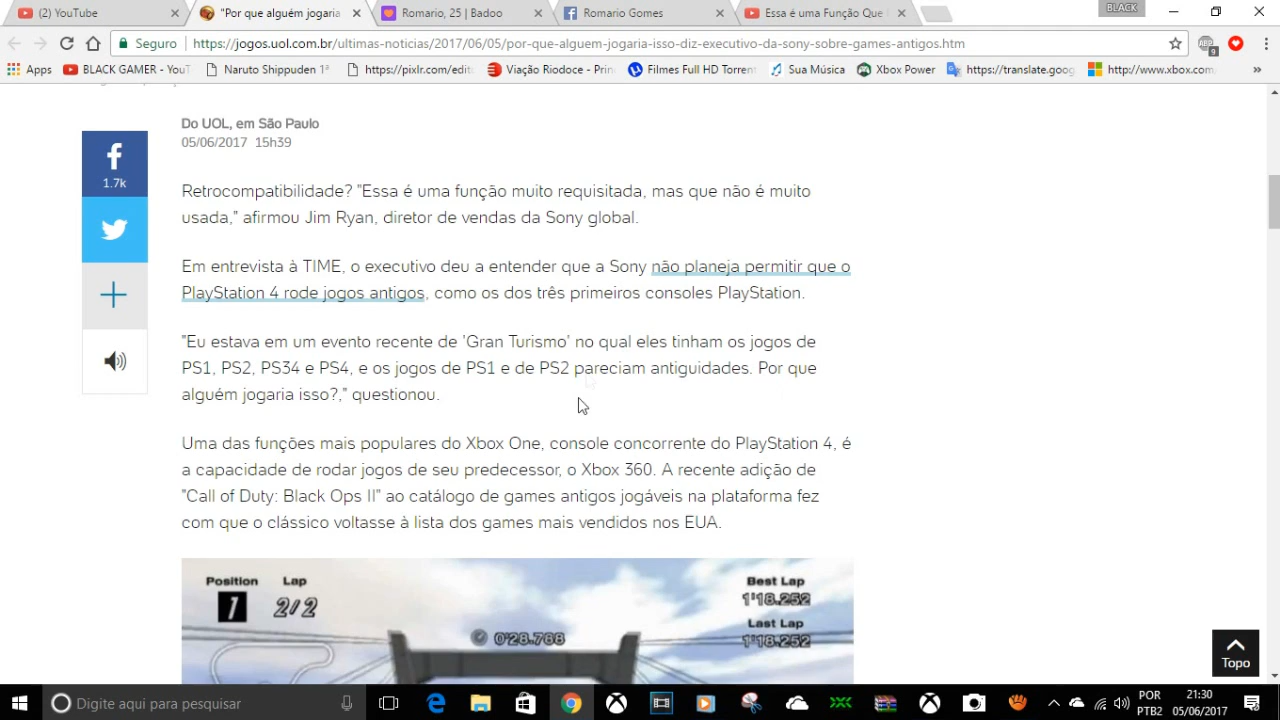 (2) YouTube
"Por que alguém jogaria
Romario, 25 | Badoo
Romario Gomes
Essa é uma Função Que
BLACK
Seguro
https://jogos.uol.com.br/ultimas-noticias/2017/06/05/por-que-alguem-jogaria-isso-diz-executivo-da-sony-sobre-games-antigos.htm
ABP
9
Apps
BLACK GAMER - YouT
Naruto Shippuden 1ª
https://pixlr.com/edit
Viação Riodoce - Prin
Filmes Full HD Torrent
Sua Música
Xbox Power
https://translate.goog
http://www.xbox.com
»
Do UOL, em São Paulo
05/06/2017 15h39
1.7k
Retrocompatibilidade? "Essa é uma função muito requisitada, mas que não é muito
usada," afirmou Jim Ryan, diretor de vendas da Sony global.
Em entrevista à TIME, o executivo deu a entender que a Sony não planeja permitir que o
PlayStation 4 rode jogos antigos, como os dos três primeiros consoles PlayStation.
"Eu estava em um evento recente de 'Gran Turismo' no qual eles tinham os jogos de
PS1, PS2, PS34 e PS4, e os jogos de PS1 e de PS2 pareciam antiguidades. Por que
alguém jogaria isso?," questionou.
Uma das funções mais populares do Xbox One, console concorrente do PlayStation 4, é
a capacidade de rodar jogos de seu predecessor, o Xbox 360. A recente adição de
"Call of Duty: Black Ops II" ao catálogo de games antigos jogáveis na plataforma fez
com que o clássico voltasse à lista dos games mais vendidos nos EUA.
Position Lap
1 2/2
0'28.788
Best Lap
1'18.252
Last Lap
1'18.252
Topo
Digite aqui para pesquisar
POR
PTB2
21:30
05/06/2017